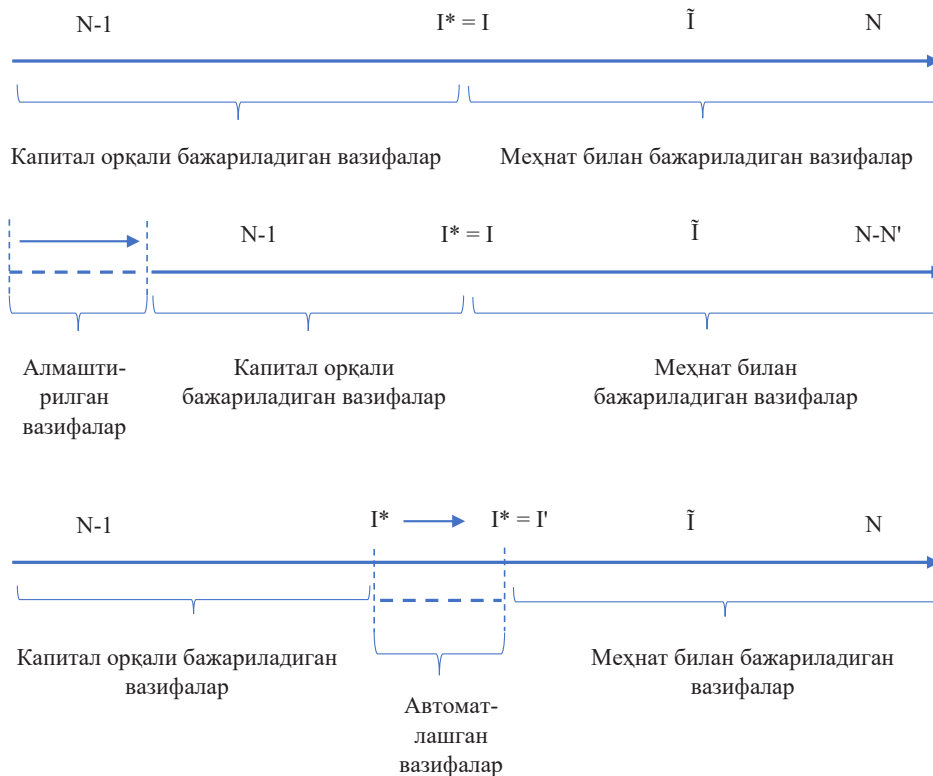 N-1 I* = I Ĩ N
Капитал орқали бажариладиган вазифалар Меҳнат билан бажариладиган вазифалар
N-1 I* = I Ĩ N-N'
Алмашти-
рилган
вазифалар
Капитал орқали
бажариладиган вазифалар
Меҳнат билан
бажариладиган вазифалар
N-1 I* I* = I' Ĩ N
Капитал орқали бажариладиган
вазифалар
Автомат-
лашган
вазифалар
Меҳнат билан бажариладиган
вазифалар